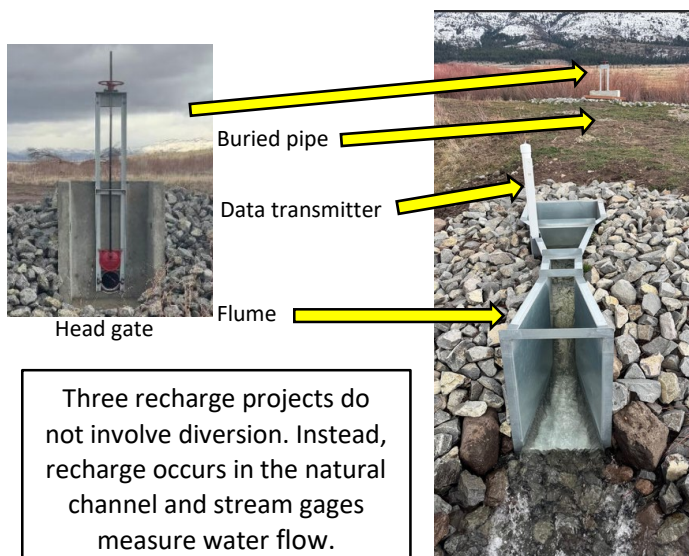 Buried pipe
Data transmitter
Head gate
Flume
Three recharge projects do
not involve diversion. Instead,
recharge occurs in the natural
channel and stream gages
measure water flow.